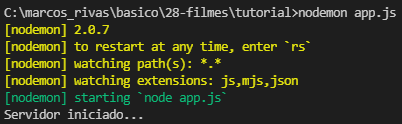 C:\marcos_rivas\basico\28-filmes\tutorial>nodemon app.js
[nodemon] 2.0.7
[nodemon] to restart at any time, enter `rs`
[nodemon] watching path(s): *.*
[nodemon] watching extensions: js,mjs,json
[nodemon] starting `node app.js`
Servidor iniciado...